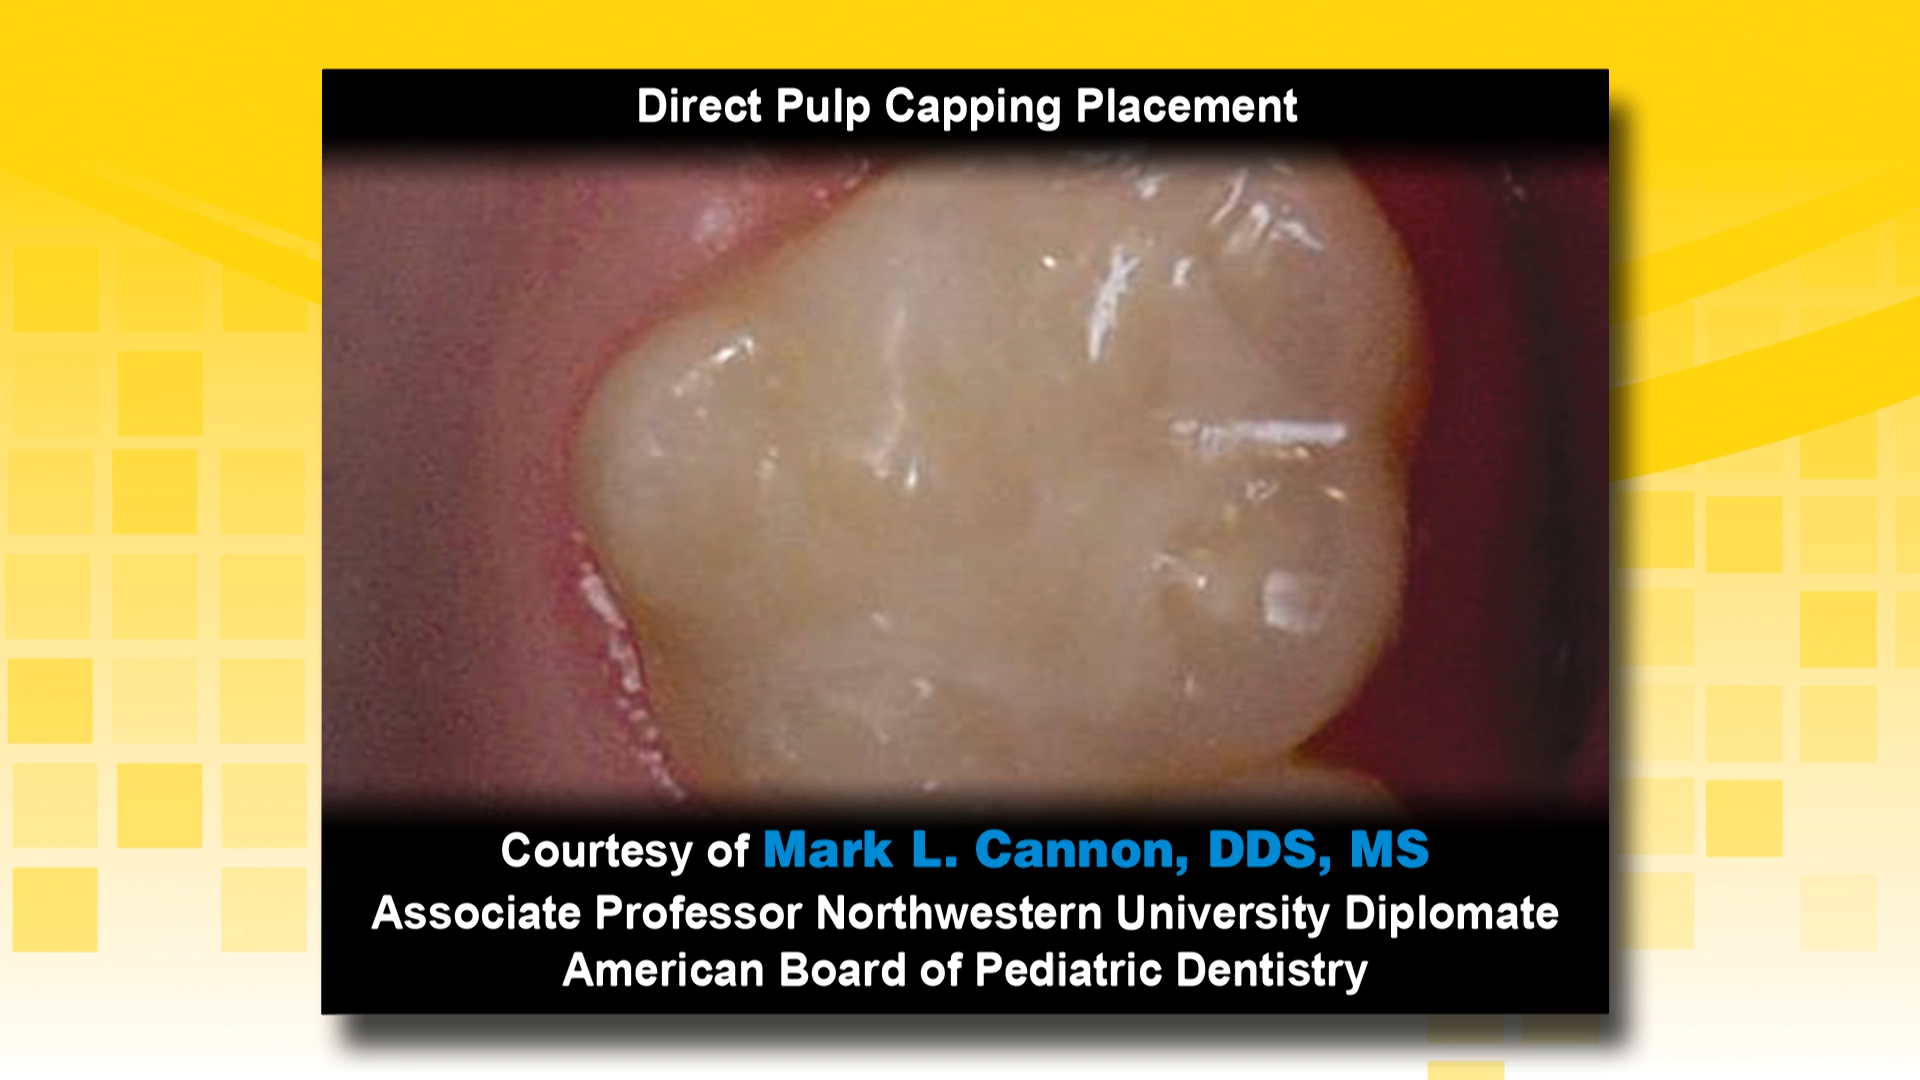 Direct Pulp Capping Placement
Courtesy of Mark L. Cannon, DDS, MS
Associate Professor Northwestern University Diplomate
American Board of Pediatric Dentistry